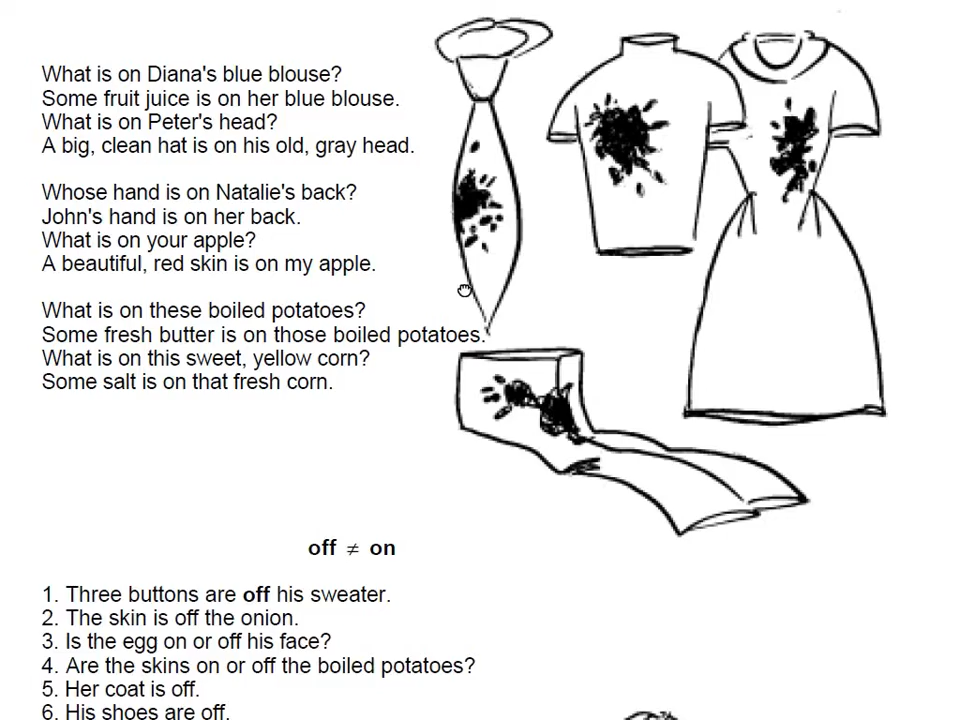 What is on Diana's blue blouse?
Some fruit juice is on her blue blouse.
What is on Peter's head?
A big, clean hat is on his old, gray head.
Whose hand is on Natalie's back?
John's hand is on her back.
What is on your apple?
A beautiful, red skin is on my apple.
What is on these boiled potatoes?
Some fresh butter is on those boiled potatoes.
What is on this sweet, yellow corn?
Some salt is on that fresh corn.
off ≠ on
1. Three buttons are off his sweater.
2. The skin is off the onion.
3. Is the egg on or off his face?
4. Are the skins on or off the boiled potatoes?
5. Her coat is off.
6. His shoes are off.